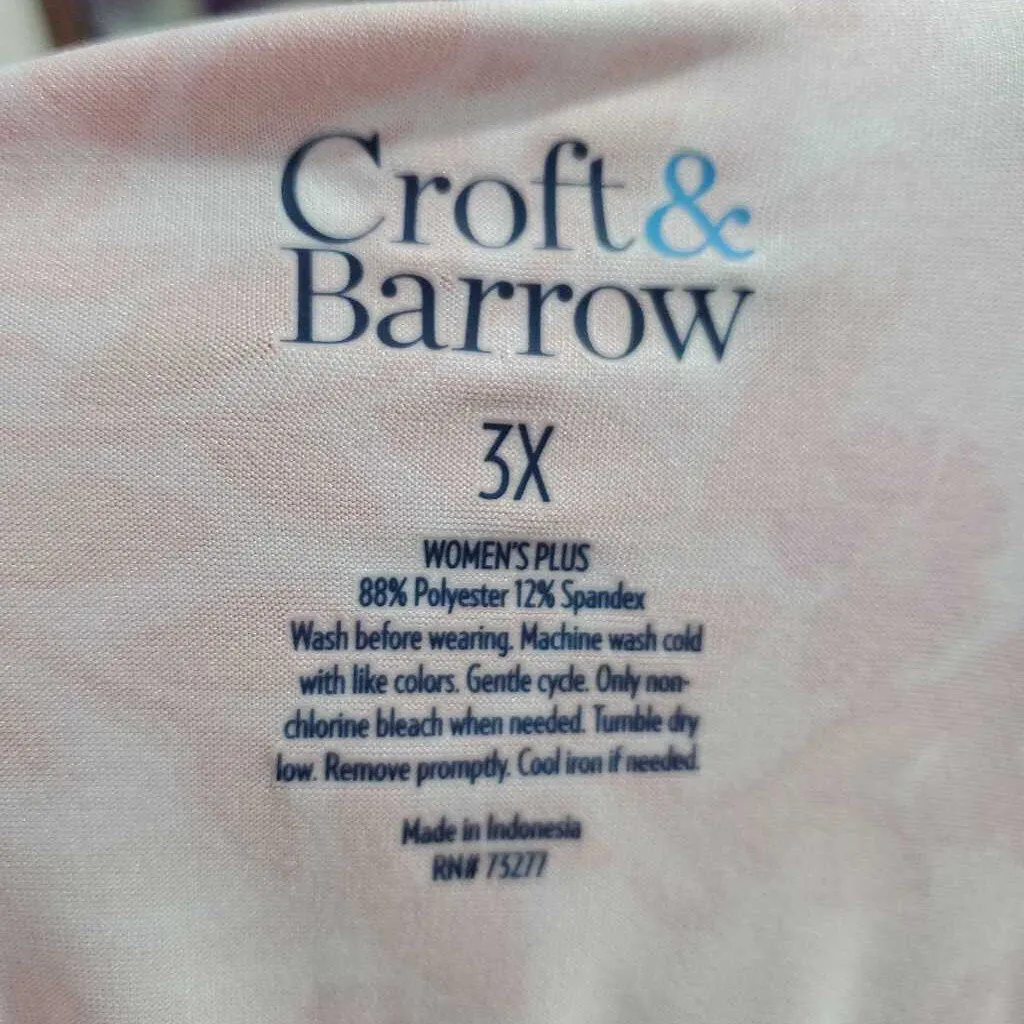 Croft &
Barrow
3X
WOMEN'S PLUS
88% Polyester 12% Spandex
Wash before wearing. Machine wash cold
with like colors. Gentle cycle. Only non-
chlorine bleach when needed. Tumble dry
low. Remove promptly. Cool iron if needed.
Made in Indonesia
RN# 73277